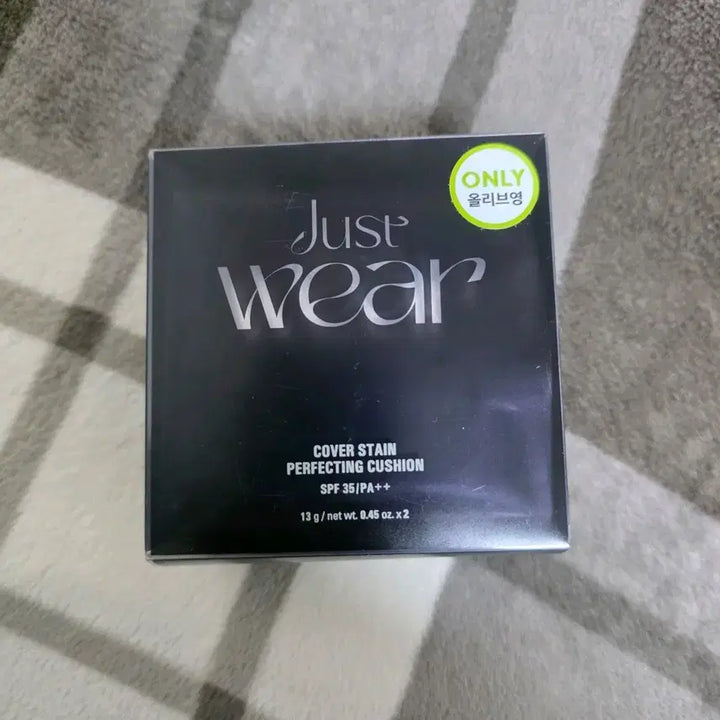 ONLY
올리브영
Just
wear
COVER STAIN
PERFECTING CUSHION
SPF 35/PA++
13 g / net wt. 0.45 oz. x 2